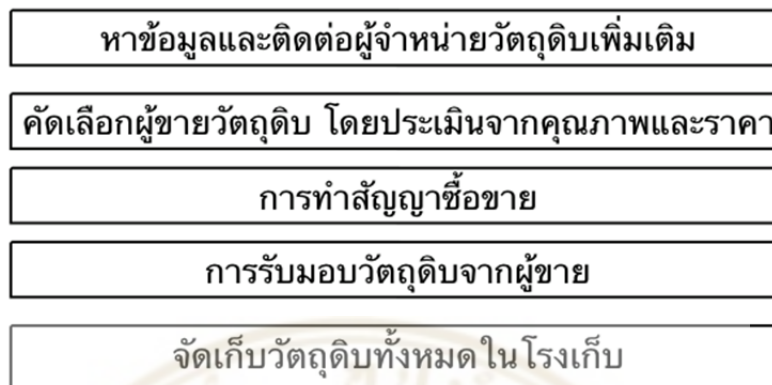 หาข้อมูลและติดต่อผู้จำหน่ายวัตถุดิบเพิ่มเติม
คัดเลือกผู้ขายวัตถุดิบ โดยประเมินจากคุณภาพและราคา
การทำสัญญาซื้อขาย
การรับมอบวัตถุดิบจากผู้ขาย
จัดเก็บวัตถุดิบทั้งหมดในโรงเก็บ